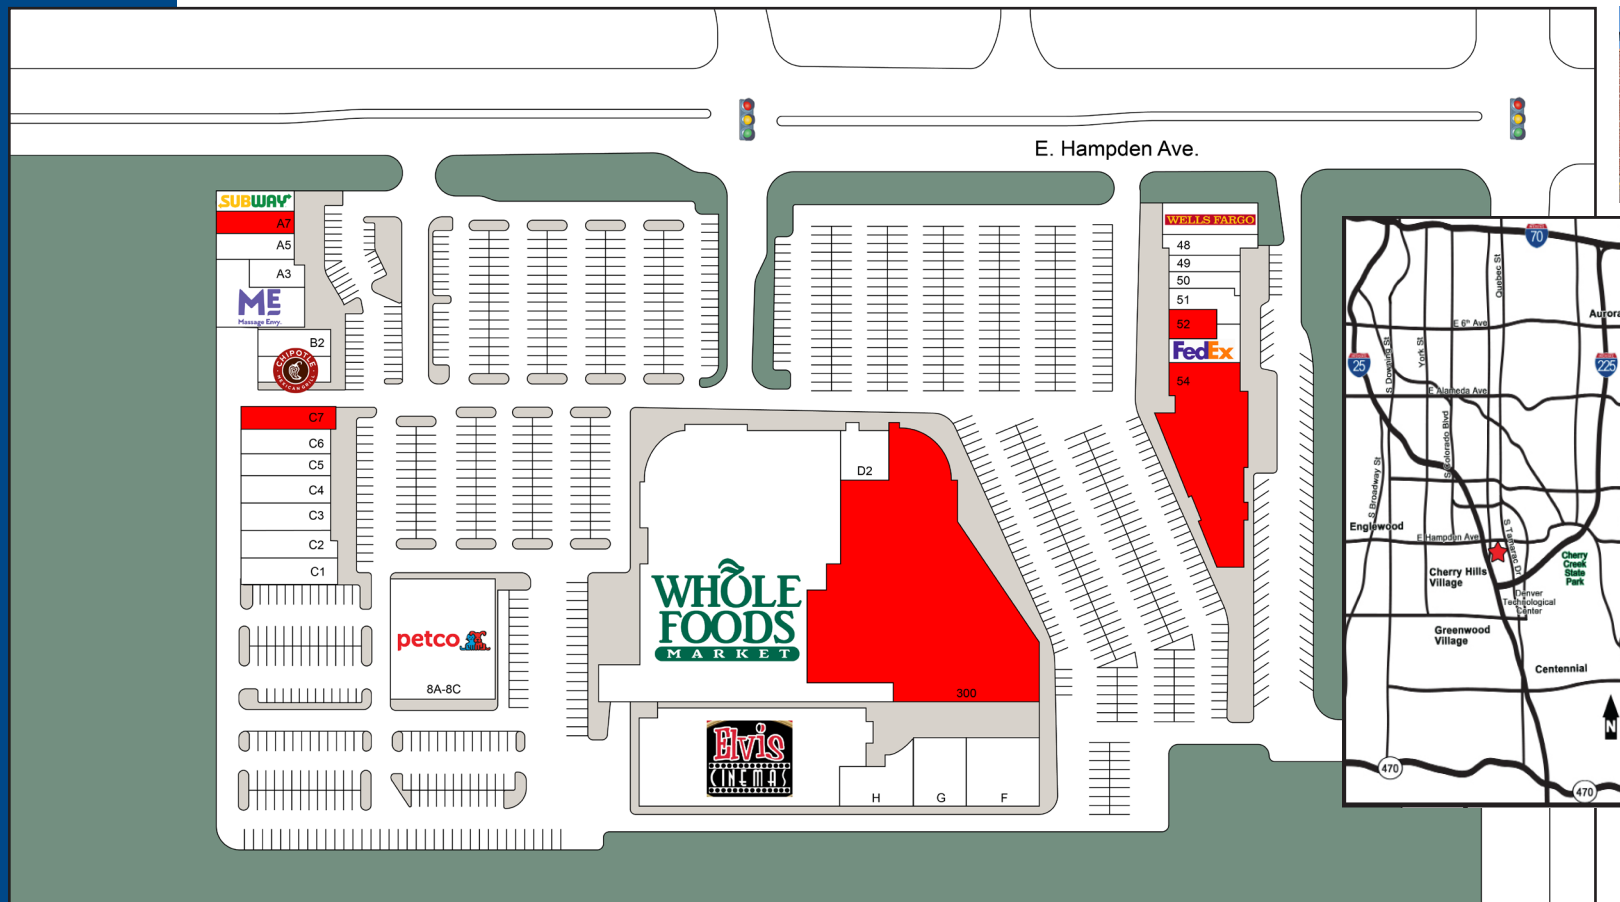 E. Hampden Ave.
SUBWAY
A7
A5
A3
ME
Massage Envy.
B2
CHIPOTLE
MEXICAN GRILL
C7
C6
C5
C4
C3
C2
C1
petco
8A-8C
WHOLE
FOODS
MARKET
D2
300
Elvis
CINEMAS
H
G
F
WELLS FARGO
48
49
50
51
52
FedEx
54
70
Quebec St
E 6th Ave
Aurora
25
S Downing St
York St
225
E Alameda Ave
S Colorado Blvd
S Broadway St
Englewood
E Hampden Ave
S Tamarac Dr
Cherry Hills
Village
Cherry
Creek
State
Park
Denver
Technological
Center
Greenwood
Village
Centennial
N
470
470